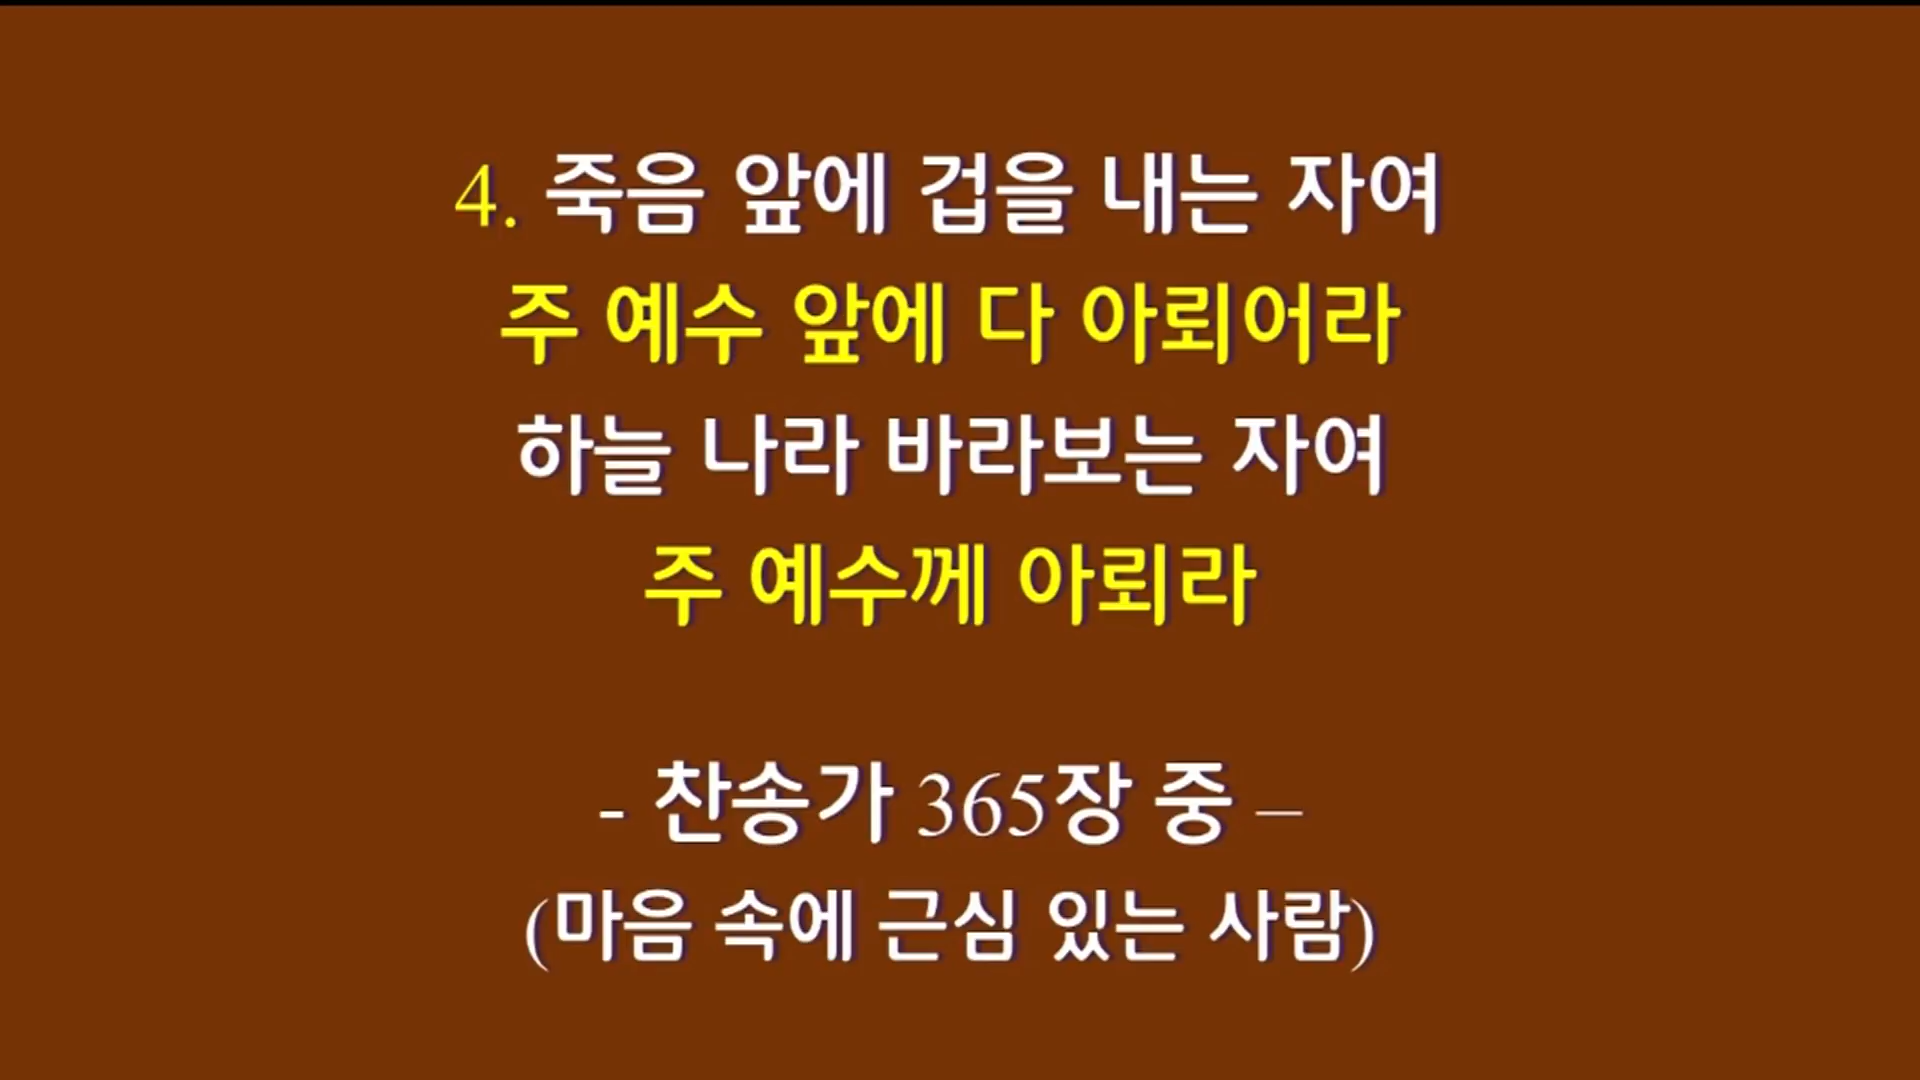 4. 죽음 앞에 겁을 내는 자여
주 예수 앞에 다 아뢰어라
하늘 나라 바라보는 자여
주 예수께 아뢰라
- 찬송가 365장 중 –
(마음 속에 근심 있는 사람)